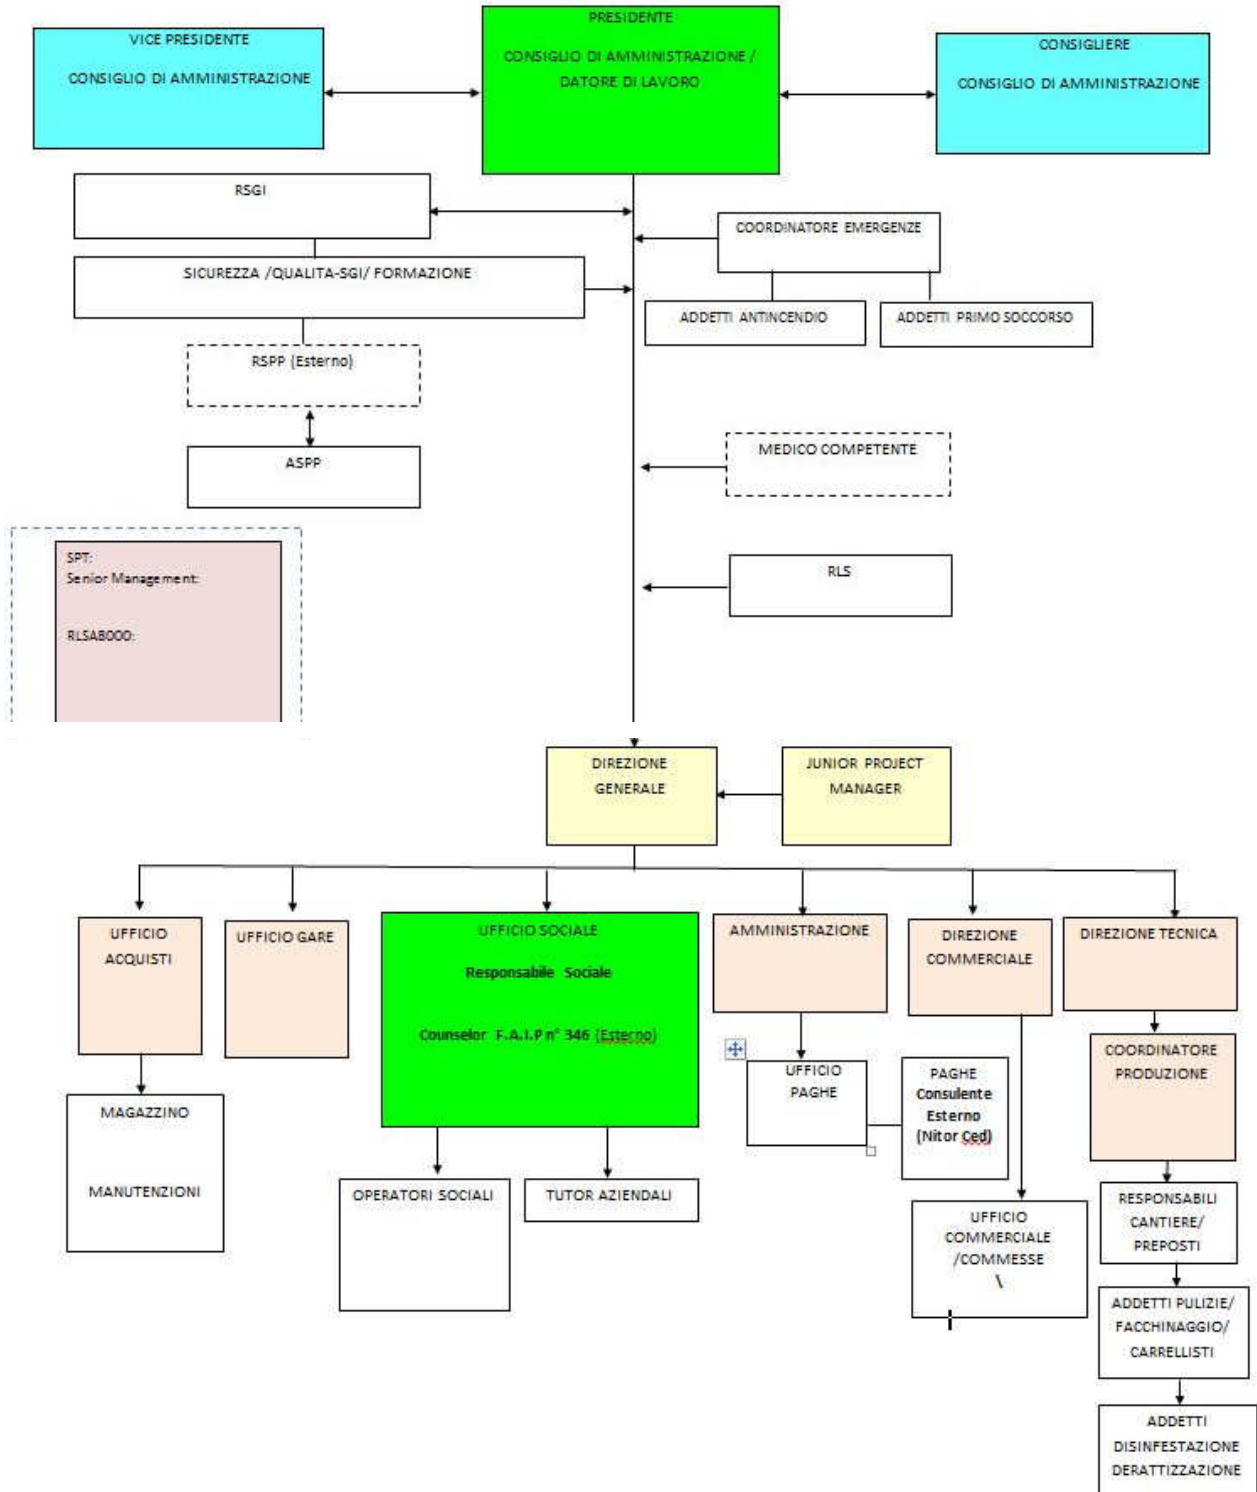 PRESIDENTE
CONSIGLIO DI AMMINISTRAZIONE /
DATORE DI LAVORO
VICE PRESIDENTE
CONSIGLIO DI AMMINISTRAZIONE
CONSIGLIERE
CONSIGLIO DI AMMINISTRAZIONE
RSGI
COORDINATORE EMERGENZE
SICUREZZA /QUALITA-SGI/ FORMAZIONE
ADDETTI ANTINCENDIO
ADDETTI PRIMO SOCCORSO
RSPP (Esterno)
ASPP
MEDICO COMPETENTE
SPT:
Senior Management:
RLSA8000:
RLS
DIREZIONE
GENERALE
JUNIOR PROJECT
MANAGER
UFFICIO
ACQUISTI
UFFICIO GARE
UFFICIO SOCIALE
Responsabile Sociale
Counselor F.A.I.P n° 346 (Esterno)
AMMINISTRAZIONE
DIREZIONE
COMMERCIALE
DIREZIONE TECNICA
COORDINATORE
PRODUZIONE
MAGAZZINO
MANUTENZIONI
UFFICIO
PAGHE
PAGHE
Consulente
Esterno
(Nitor Ced)
OPERATORI SOCIALI
TUTOR AZIENDALI
UFFICIO
COMMERCIALE
/COMMESSE
\
RESPONSABILI
CANTIERE/
PREPOSTI
ADDETTI PULIZIE/
FACCHINAGGIO/
CARRELLISTI
ADDETTI
DISINFESTAZIONE
DERATTIZZAZIONE